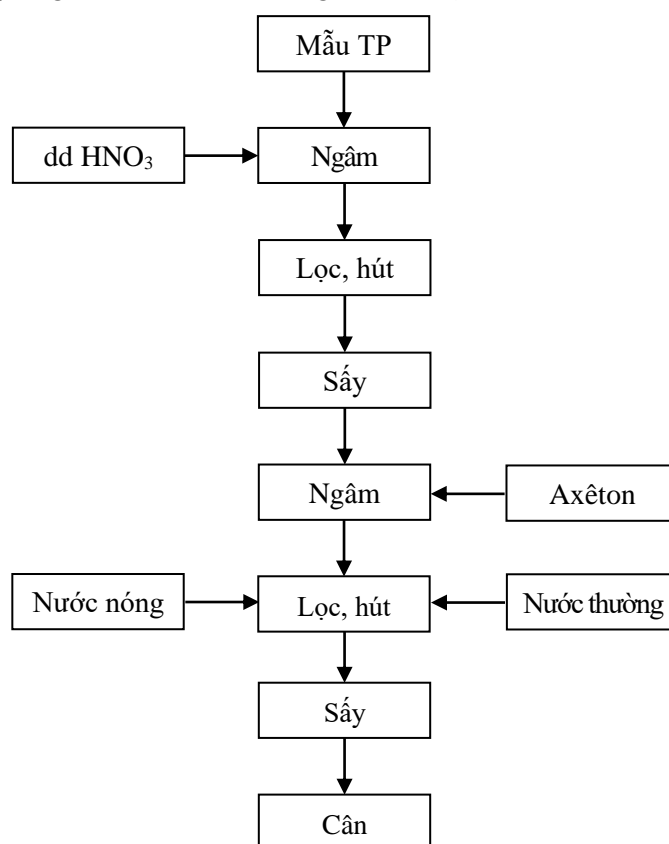 Mẫu TP
dd HNO₃
Ngâm
Lọc, hút
Sấy
Ngâm
Axêton
Nước nóng
Lọc, hút
Nước thường
Sấy
Cân